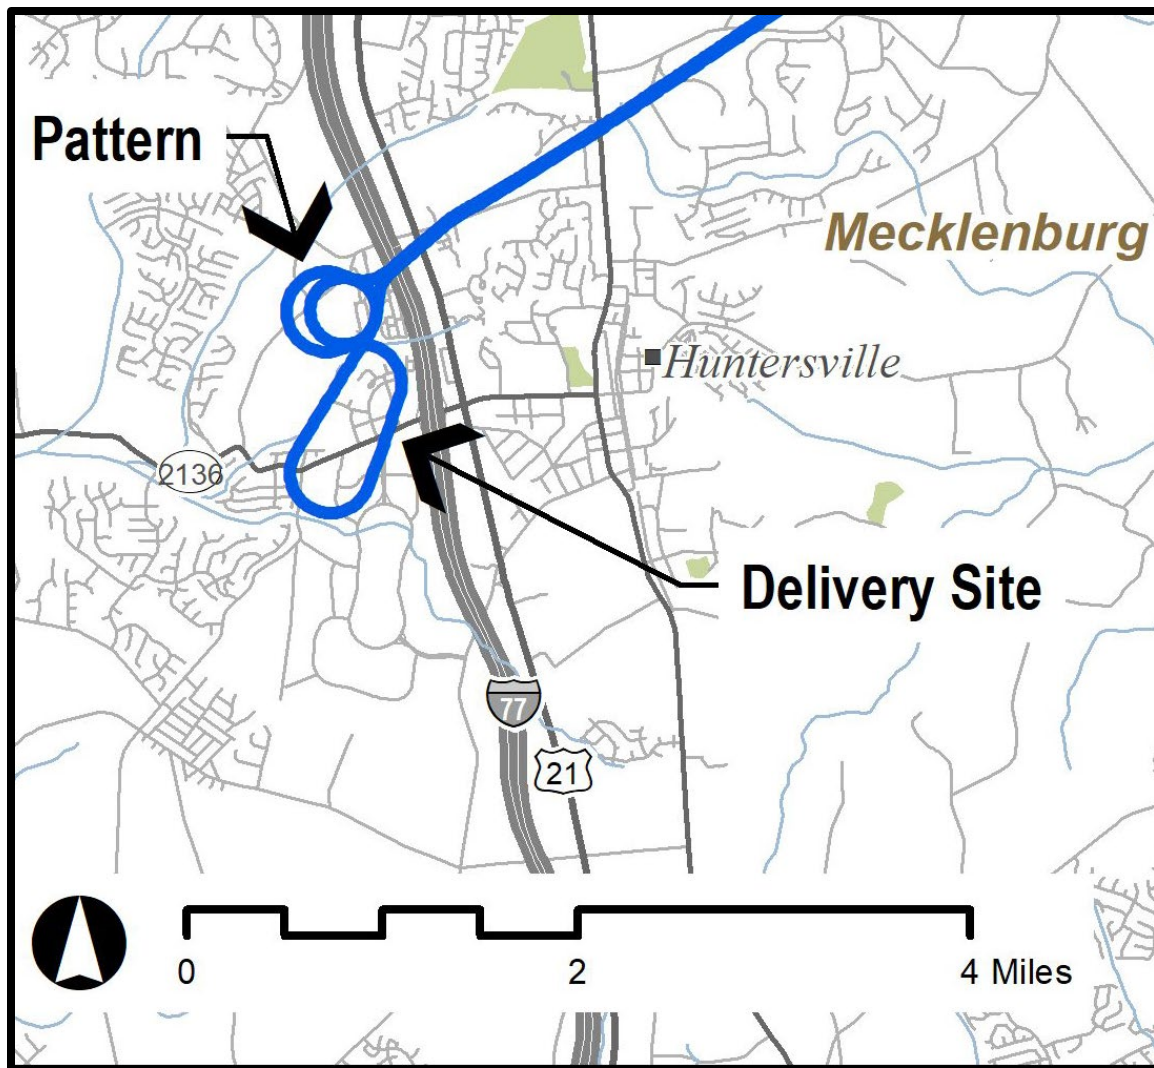 Pattern
Mecklenburg
Huntersville
2136
Delivery Site
77
21
0 2 4 Miles